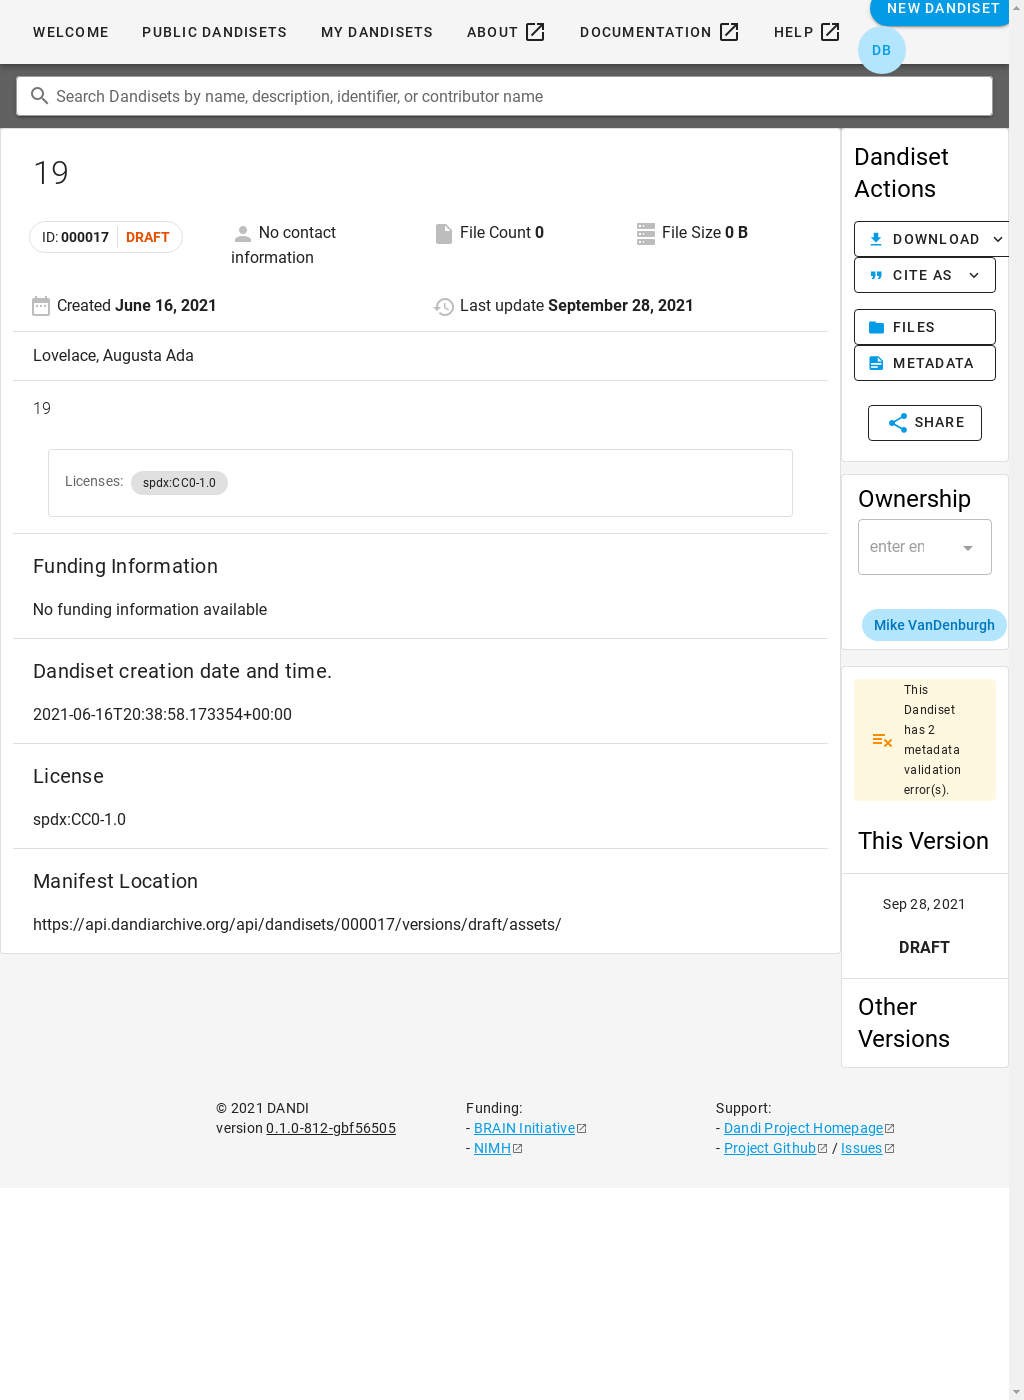 WELCOME PUBLIC DANDISETS MY DANDISETS ABOUT DOCUMENTATION HELP NEW DANDISET
DB
Search Dandisets by name, description, identifier, or contributor name
19
ID: 000017 DRAFT
No contact information
File Count 0
File Size 0 B
Created June 16, 2021
Last update September 28, 2021
Lovelace, Augusta Ada
19
Licenses: spdx:CC0-1.0
Funding Information
No funding information available
Dandiset creation date and time.
2021-06-16T20:38:58.173354+00:00
License
spdx:CC0-1.0
Manifest Location
https://api.dandiarchive.org/api/dandisets/000017/versions/draft/assets/
Dandiset
Actions
DOWNLOAD
CITE AS
FILES
METADATA
SHARE
Ownership
enter en
Mike VanDenburgh
This
Dandiset
has 2
metadata
validation
error(s).
This Version
Sep 28, 2021
DRAFT
Other
Versions
© 2021 DANDI
version 0.1.0-812-gbf56505
Funding:
- BRAIN Initiative
- NIMH
Support:
- Dandi Project Homepage
- Project Github / Issues